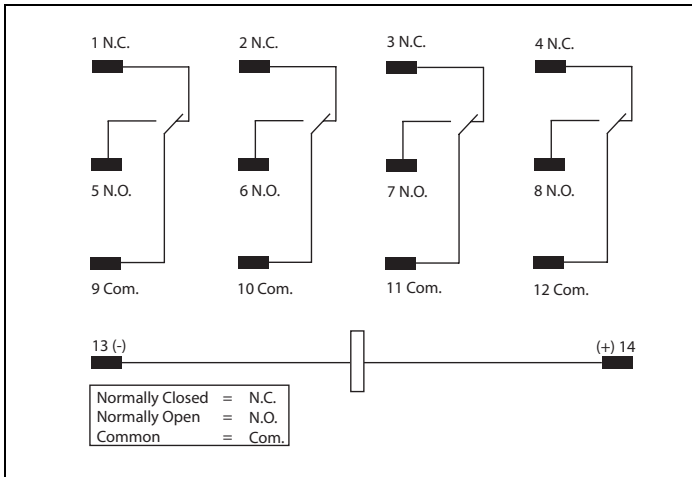 1 N.C.
2 N.C.
3 N.C.
4 N.C.
5 N.O.
6 N.O.
7 N.O.
8 N.O.
9 Com.
10 Com.
11 Com.
12 Com.
13 (-)
(+) 14
Normally Closed = N.C.
Normally Open = N.O.
Common = Com.